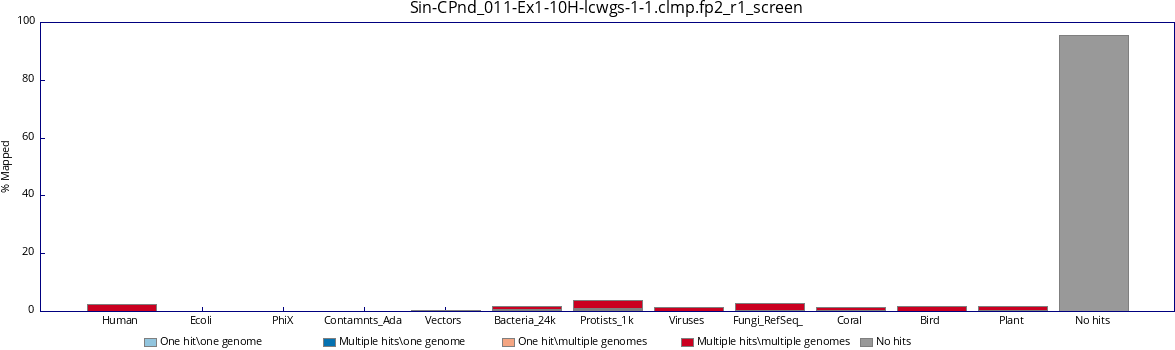 Sin-CPnd_011-Ex1-10H-lcwgs-1-1.clmp.fp2_r1_screen
100
80
60
40
20
0
% Mapped
Human Ecoli PhiX Contamnts_Ada Vectors Bacteria_24k Protists_1k Viruses Fungi_RefSeq_ Coral Bird Plant No hits
One hit\one genome Multiple hits\one genome One hit\multiple genomes Multiple hits\multiple genomes No hits